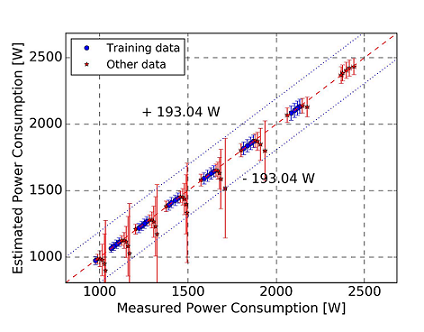 Training data
Other data
+ 193.04 W
- 193.04 W
2500
2000
1500
1000
Estimated Power Consumption [W]
1000
1500
2000
2500
Measured Power Consumption [W]